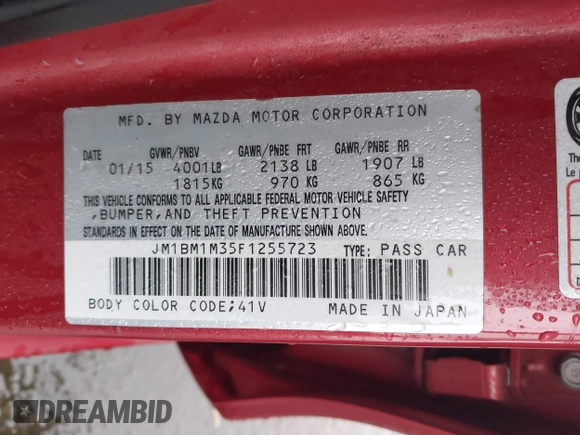 MFD. BY MAZDA MOTOR CORPORATION
DATE GVWR/PNBV GAWR/PNBE FRT GAWR/PNBE RR
01/15 4001LB 2138 LB 1907 LB
1815KG 970 KG 865 KG
THIS VEHICLE CONFORMS TO ALL APPLICABLE FEDERAL MOTOR VEHICLE SAFETY
,BUMPER,AND THEFT PREVENTION
STANDARDS IN EFFECT ON THE DATE OF MANUFACTURE SHOWN ABOVE.
JM1BM1M35F1255723 TYPE: PASS CAR
BODY COLOR CODE;41V MADE IN JAPAN
The
Le
DREAMBID